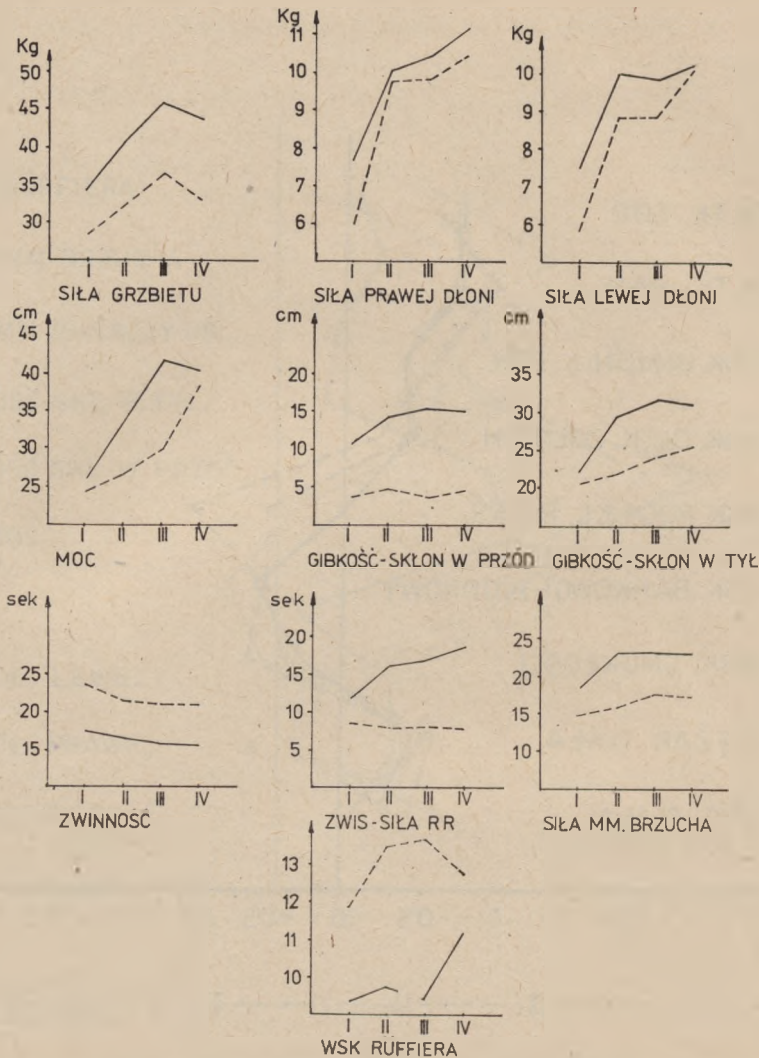 Kg
50
45
40
35
30
I II III IV
SIŁA GRZBIETU
Kg
11
10
9
8
7
6
I II III IV
SIŁA PRAWEJ DŁONI
Kg
10
9
8
7
6
I II III IV
SIŁA LEWEJ DŁONI
cm
45
40
35
30
25
I II III IV
MOC
cm
20
15
10
5
I II III IV
GIBKOŚĆ-SKŁON W PRZÓD
cm
35
30
25
20
I II III IV
GIBKOŚĆ-SKŁON W TYŁ
sek
25
20
15
I II III IV
ZWINNOSC
sek
20
15
10
5
I II III IV
ZWIS-SIŁA RR
25
20
15
10
I II III IV
SIŁA MM. BRZUCHA
13
12
11
10
I II III IV
WSK RUFFIERA